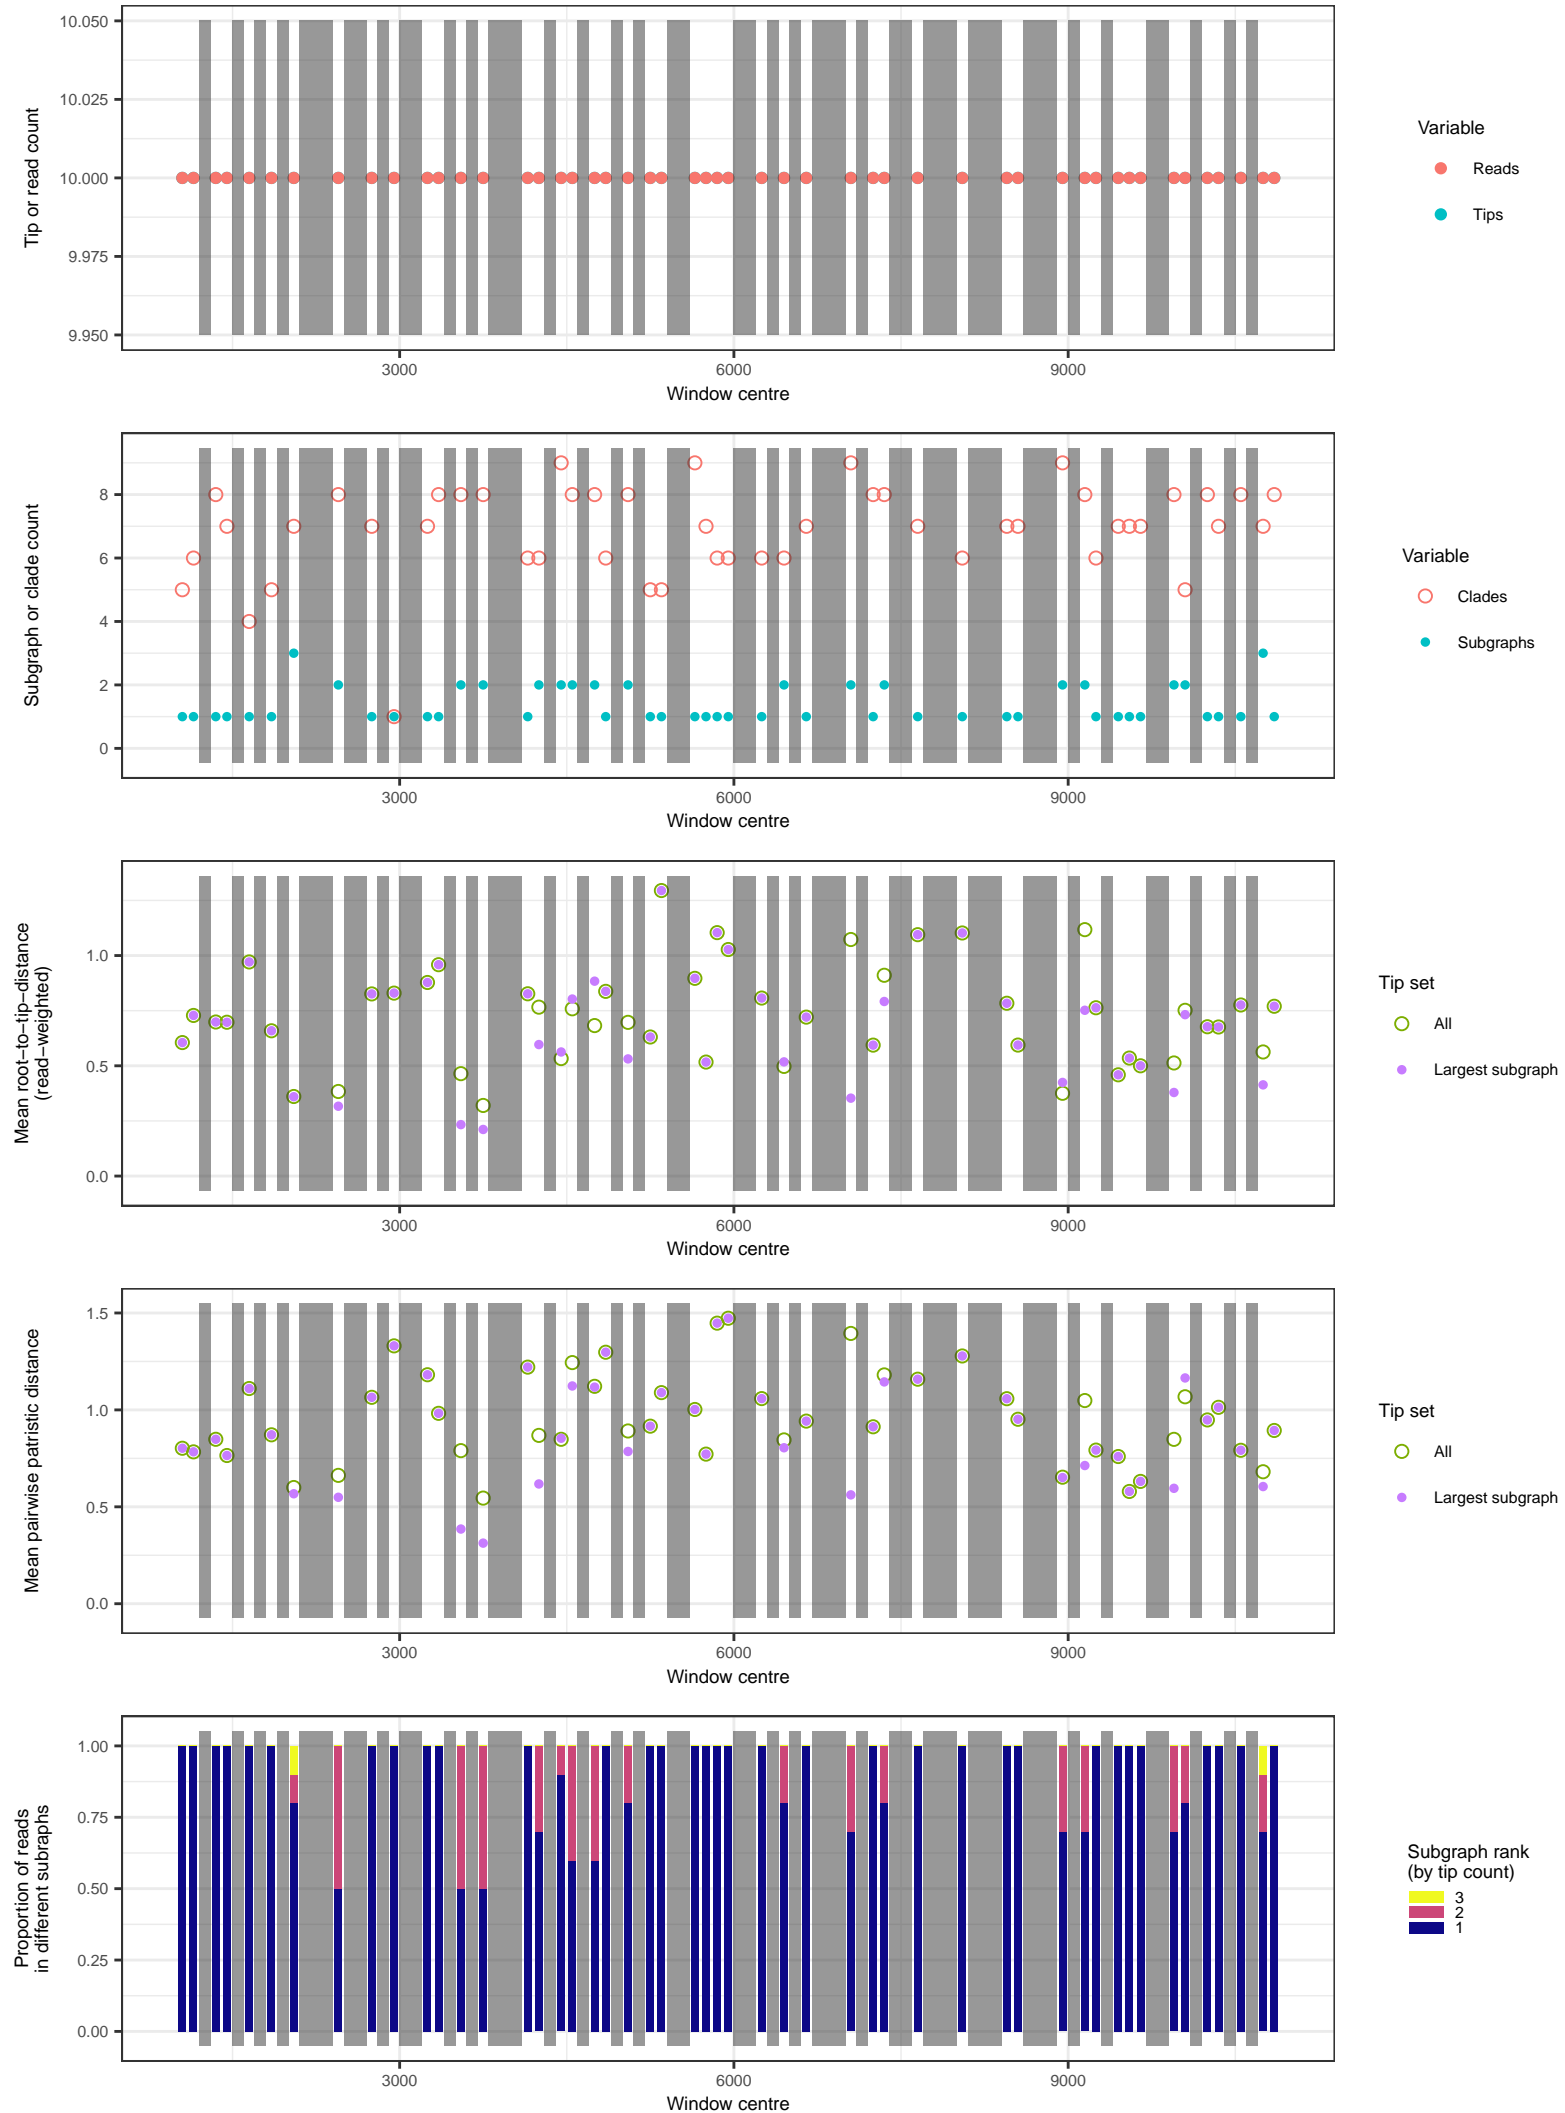 10.050
10.025
10.000
9.975
9.950
Tip or read count
3000
6000
9000
Window centre
Variable
Reads
Tips
8
6
4
2
0
Subgraph or clade count
3000
6000
9000
Window centre
Variable
Clades
Subgraphs
1.0
0.5
0.0
Mean root−to−tip−distance
(read−weighted)
3000
6000
9000
Window centre
Tip set
All
Largest subgraph
1.5
1.0
0.5
0.0
Mean pairwise patristic distance
3000
6000
9000
Window centre
Tip set
All
Largest subgraph
1.00
0.75
0.50
0.25
0.00
Proportion of reads
in different subraphs
3000
6000
9000
Window centre
Subgraph rank
(by tip count)
3
2
1